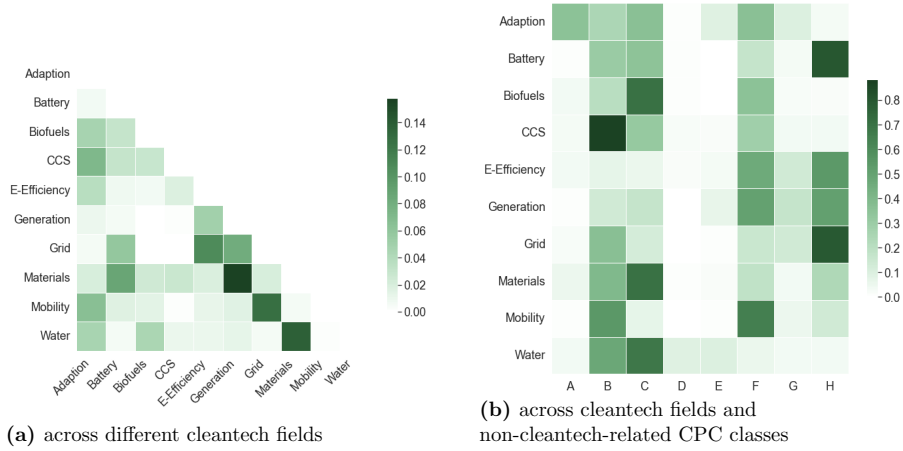 Adaption
Battery
Biofuels
CCS
E-Efficiency
Generation
Grid
Materials
Mobility
Water
Adaption
Battery
Biofuels
CCS
E-Efficiency
Generation
Grid
Materials
Mobility
Water
0.14
0.12
0.10
0.08
0.06
0.04
0.02
0.00
(a) across different cleantech fields
Adaption
Battery
Biofuels
CCS
E-Efficiency
Generation
Grid
Materials
Mobility
Water
A B C D E F G H
0.8
0.7
0.6
0.5
0.4
0.3
0.2
0.1
0.0
(b) across cleantech fields and
non-cleantech-related CPC classes